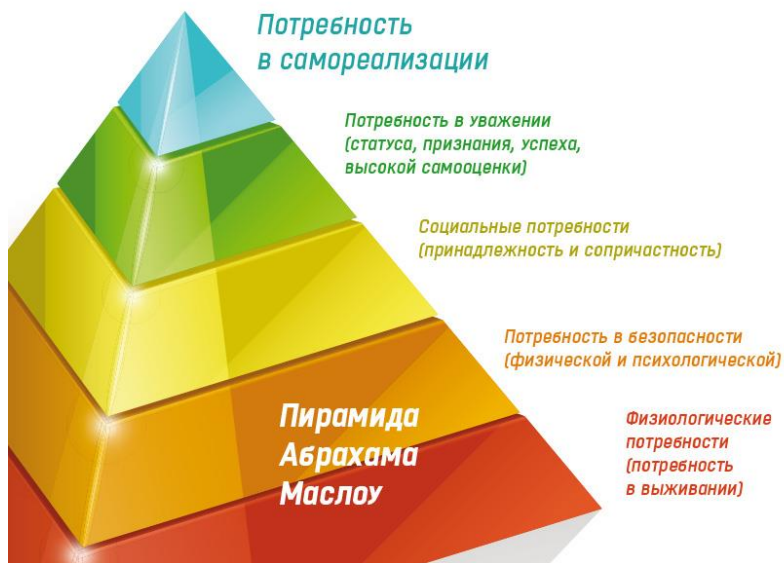 Потребность
в самореализации
Потребность в уважении
(статуса, признания, успеха,
высокой самооценки)
Социальные потребности
(принадлежность и сопричастность)
Потребность в безопасности
(физической и психологической)
Физиологические
потребности
(потребность
в выживании)
Пирамида
Абрахама
Маслоу